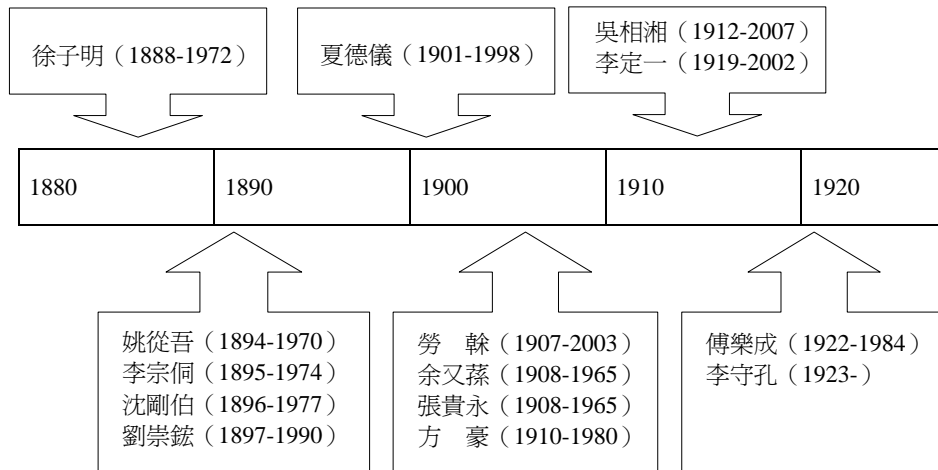 徐子明（1888-1972）
夏德儀（1901-1998）
吳相湘（1912-2007）
李定一（1919-2002）
1880
1890
1900
1910
1920
姚從吾（1894-1970）
李宗侗（1895-1974）
沈剛伯（1896-1977）
劉崇鋐（1897-1990）
勞　榦（1907-2003）
余又蓀（1908-1965）
張貴永（1908-1965）
方　豪（1910-1980）
傅樂成（1922-1984）
李守孔（1923-）